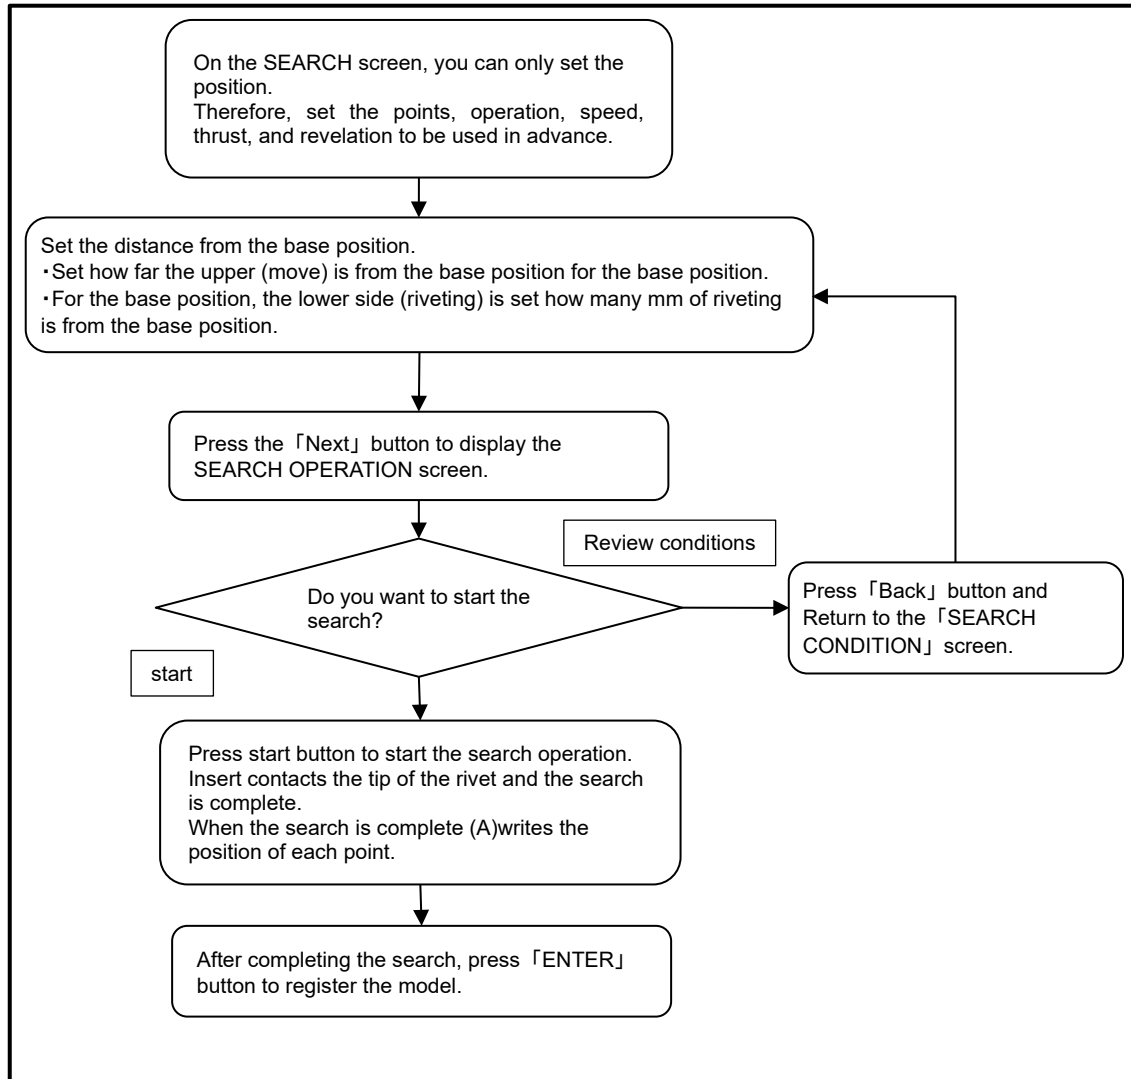 On the SEARCH screen, you can only set the
position.
Therefore, set the points, operation, speed,
thrust, and revelation to be used in advance.
Set the distance from the base position.
・Set how far the upper (move) is from the base position for the base position.
・For the base position, the lower side (riveting) is set how many mm of riveting
is from the base position.
Press the「Next」button to display the
SEARCH OPERATION screen.
Review conditions
Do you want to start the
search?
Press「Back」button and
Return to the「SEARCH
CONDITION」screen.
start
Press start button to start the search operation.
Insert contacts the tip of the rivet and the search
is complete.
When the search is complete (A)writes the
position of each point.
After completing the search, press「ENTER」
button to register the model.